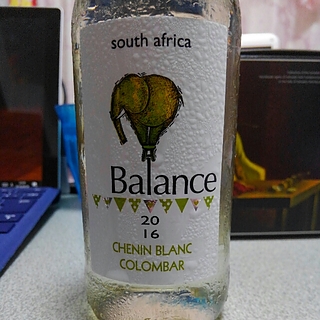 south africa
Balance
20
16
CHENIN BLANC
COLOMBAR